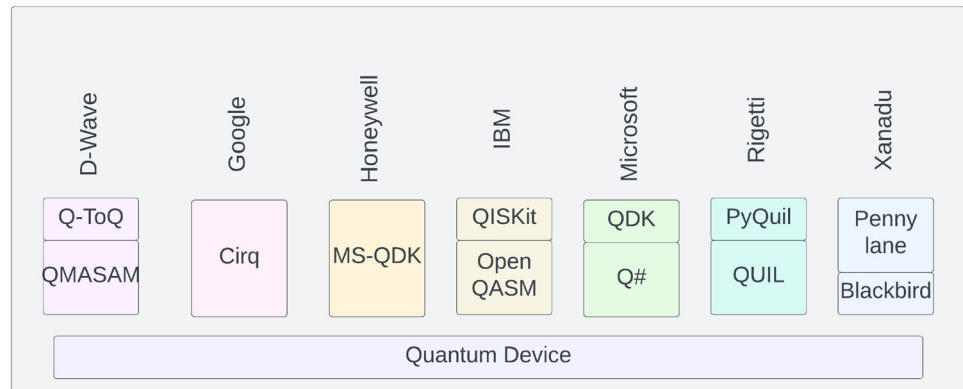 D-Wave
Google
Honeywell
IBM
Microsoft
Rigetti
Xanadu
Q-ToQ
QMASAM
Cirq
MS-QDK
QISKit
Open
QASM
QDK
Q#
PyQuil
QUIL
Penny
lane
Blackbird
Quantum Device